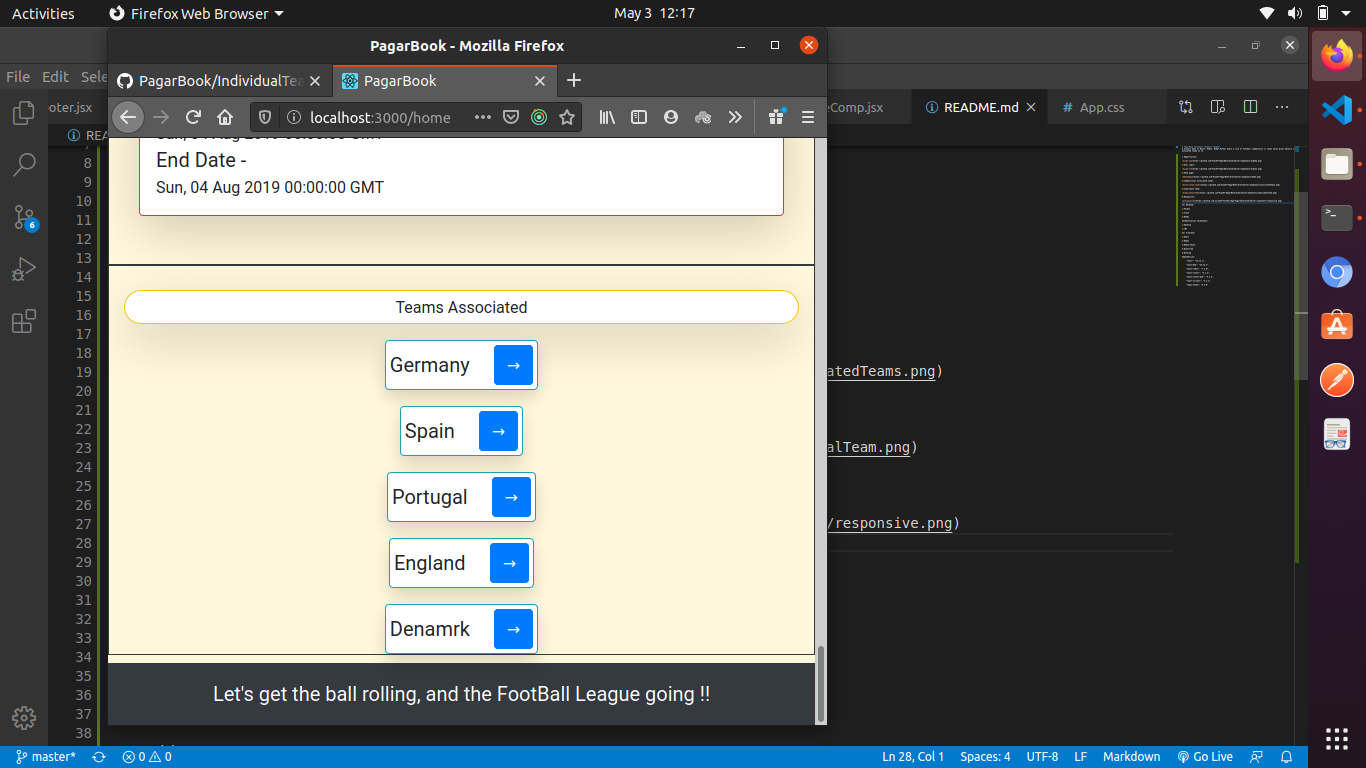 Activities
Firefox Web Browser
May 3 12:17
PagarBook - Mozilla Firefox
File Edit Sele
PagarBook/IndividualTea
PagarBook
oter.jsx
eComp.jsx
README.md
# App.css
localhost:3000/home
REA
End Date -
Sun, 04 Aug 2019 00:00:00 GMT
Teams Associated
Germany →
Spain →
Portugal →
England →
Denamrk →
Let's get the ball rolling, and the FootBall League going !!
8
9
10
11
12
13
14
15
16
17
18
19
20
21
22
23
24
25
26
27
28
29
30
31
32
33
34
35
36
37
38
atedTeams.png)
alTeam.png)
/responsive.png)
6
master*
0 0
Ln 28, Col 1
Spaces: 4
UTF-8
LF
Markdown
Go Live